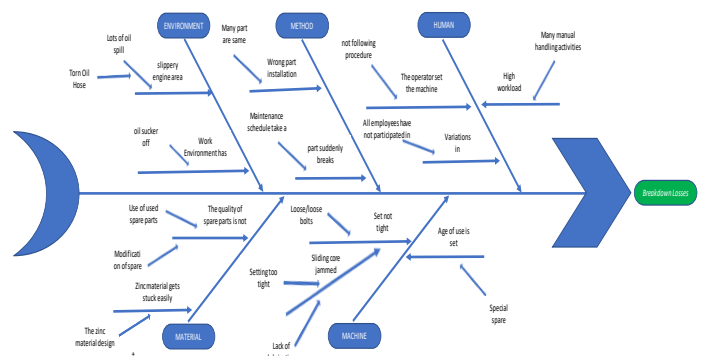 ENVIRONMENT
METHOD
HUMAN
Lots of oil
spill
slippery
engine area
Torn Oil
Hose
oil sucker
off
Work
Environment has
Many part
are same
Wrong part
installation
Maintenance
schedule take a
part suddenly
breaks
not following
procedure
The operator set
the machine
All employees have
not participated in
Variations
in
High
workload
Many manual
handling activities
Breakdown Losses
Use of used
spare parts
The quality of
spare parts is not
Modificati
on of spare
Zinc material gets
stuck easily
The zinc
material design
MATERIAL
Loose/loose
bolts
Set not
tight
Sliding core
jammed
Setting too
tight
Lack of
Age of use is
set
Special
spare
MACHINE